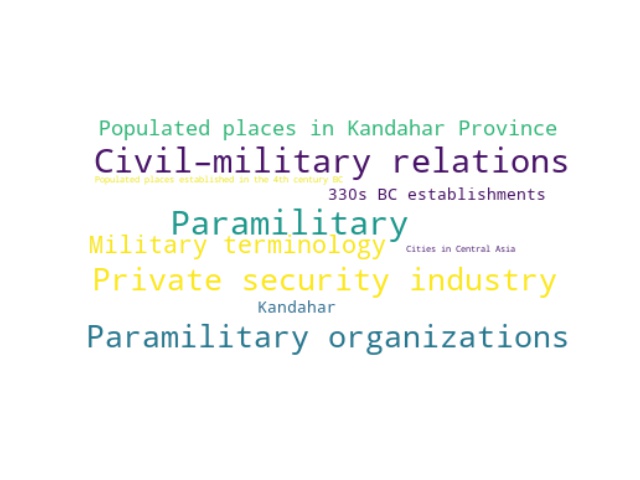 Populated places in Kandahar Province
Civil–military relations
Populated places established in the 4th century BC
330s BC establishments
Paramilitary
Military terminology
Cities in Central Asia
Private security industry
Kandahar
Paramilitary organizations